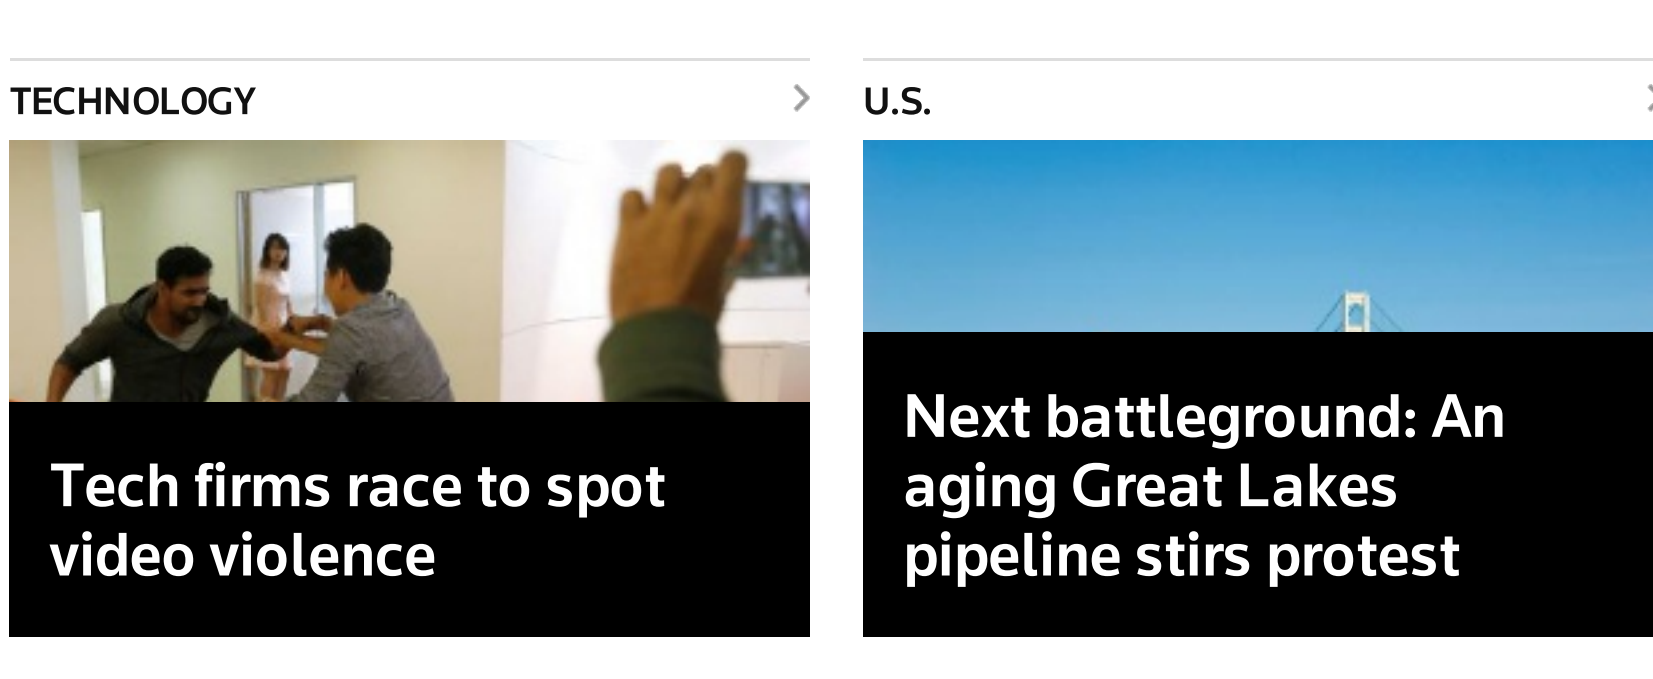 TECHNOLOGY
Tech firms race to spot
video violence
U.S.
Next battleground: An
aging Great Lakes
pipeline stirs protest